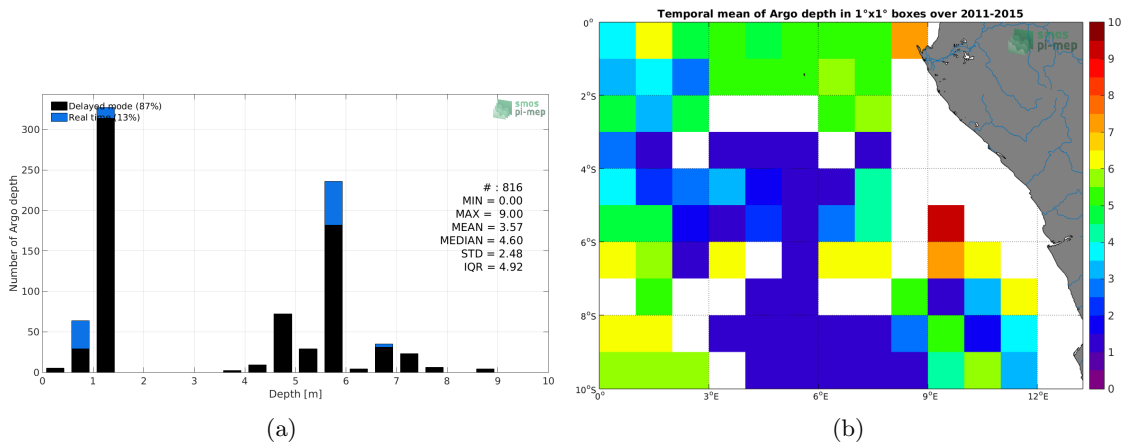 Temporal mean of Argo depth in 1°x1° boxes over 2011-2015
Delayed mode (87%)
Real time (13%)
smos
pi-mep
# : 816
MIN = 0.00
MAX = 9.00
MEAN = 3.57
MEDIAN = 4.60
STD = 2.48
IQR = 4.92
Number of Argo depth
300
250
200
150
100
50
0
0 1 2 3 4 5 6 7 8 9 10
Depth [m]
(a)
smos
pi-mep
0°
2°S
4°S
6°S
8°S
10°S
0° 3°E 6°E 9°E 12°E
10
9
8
7
6
5
4
3
2
1
0
(b)